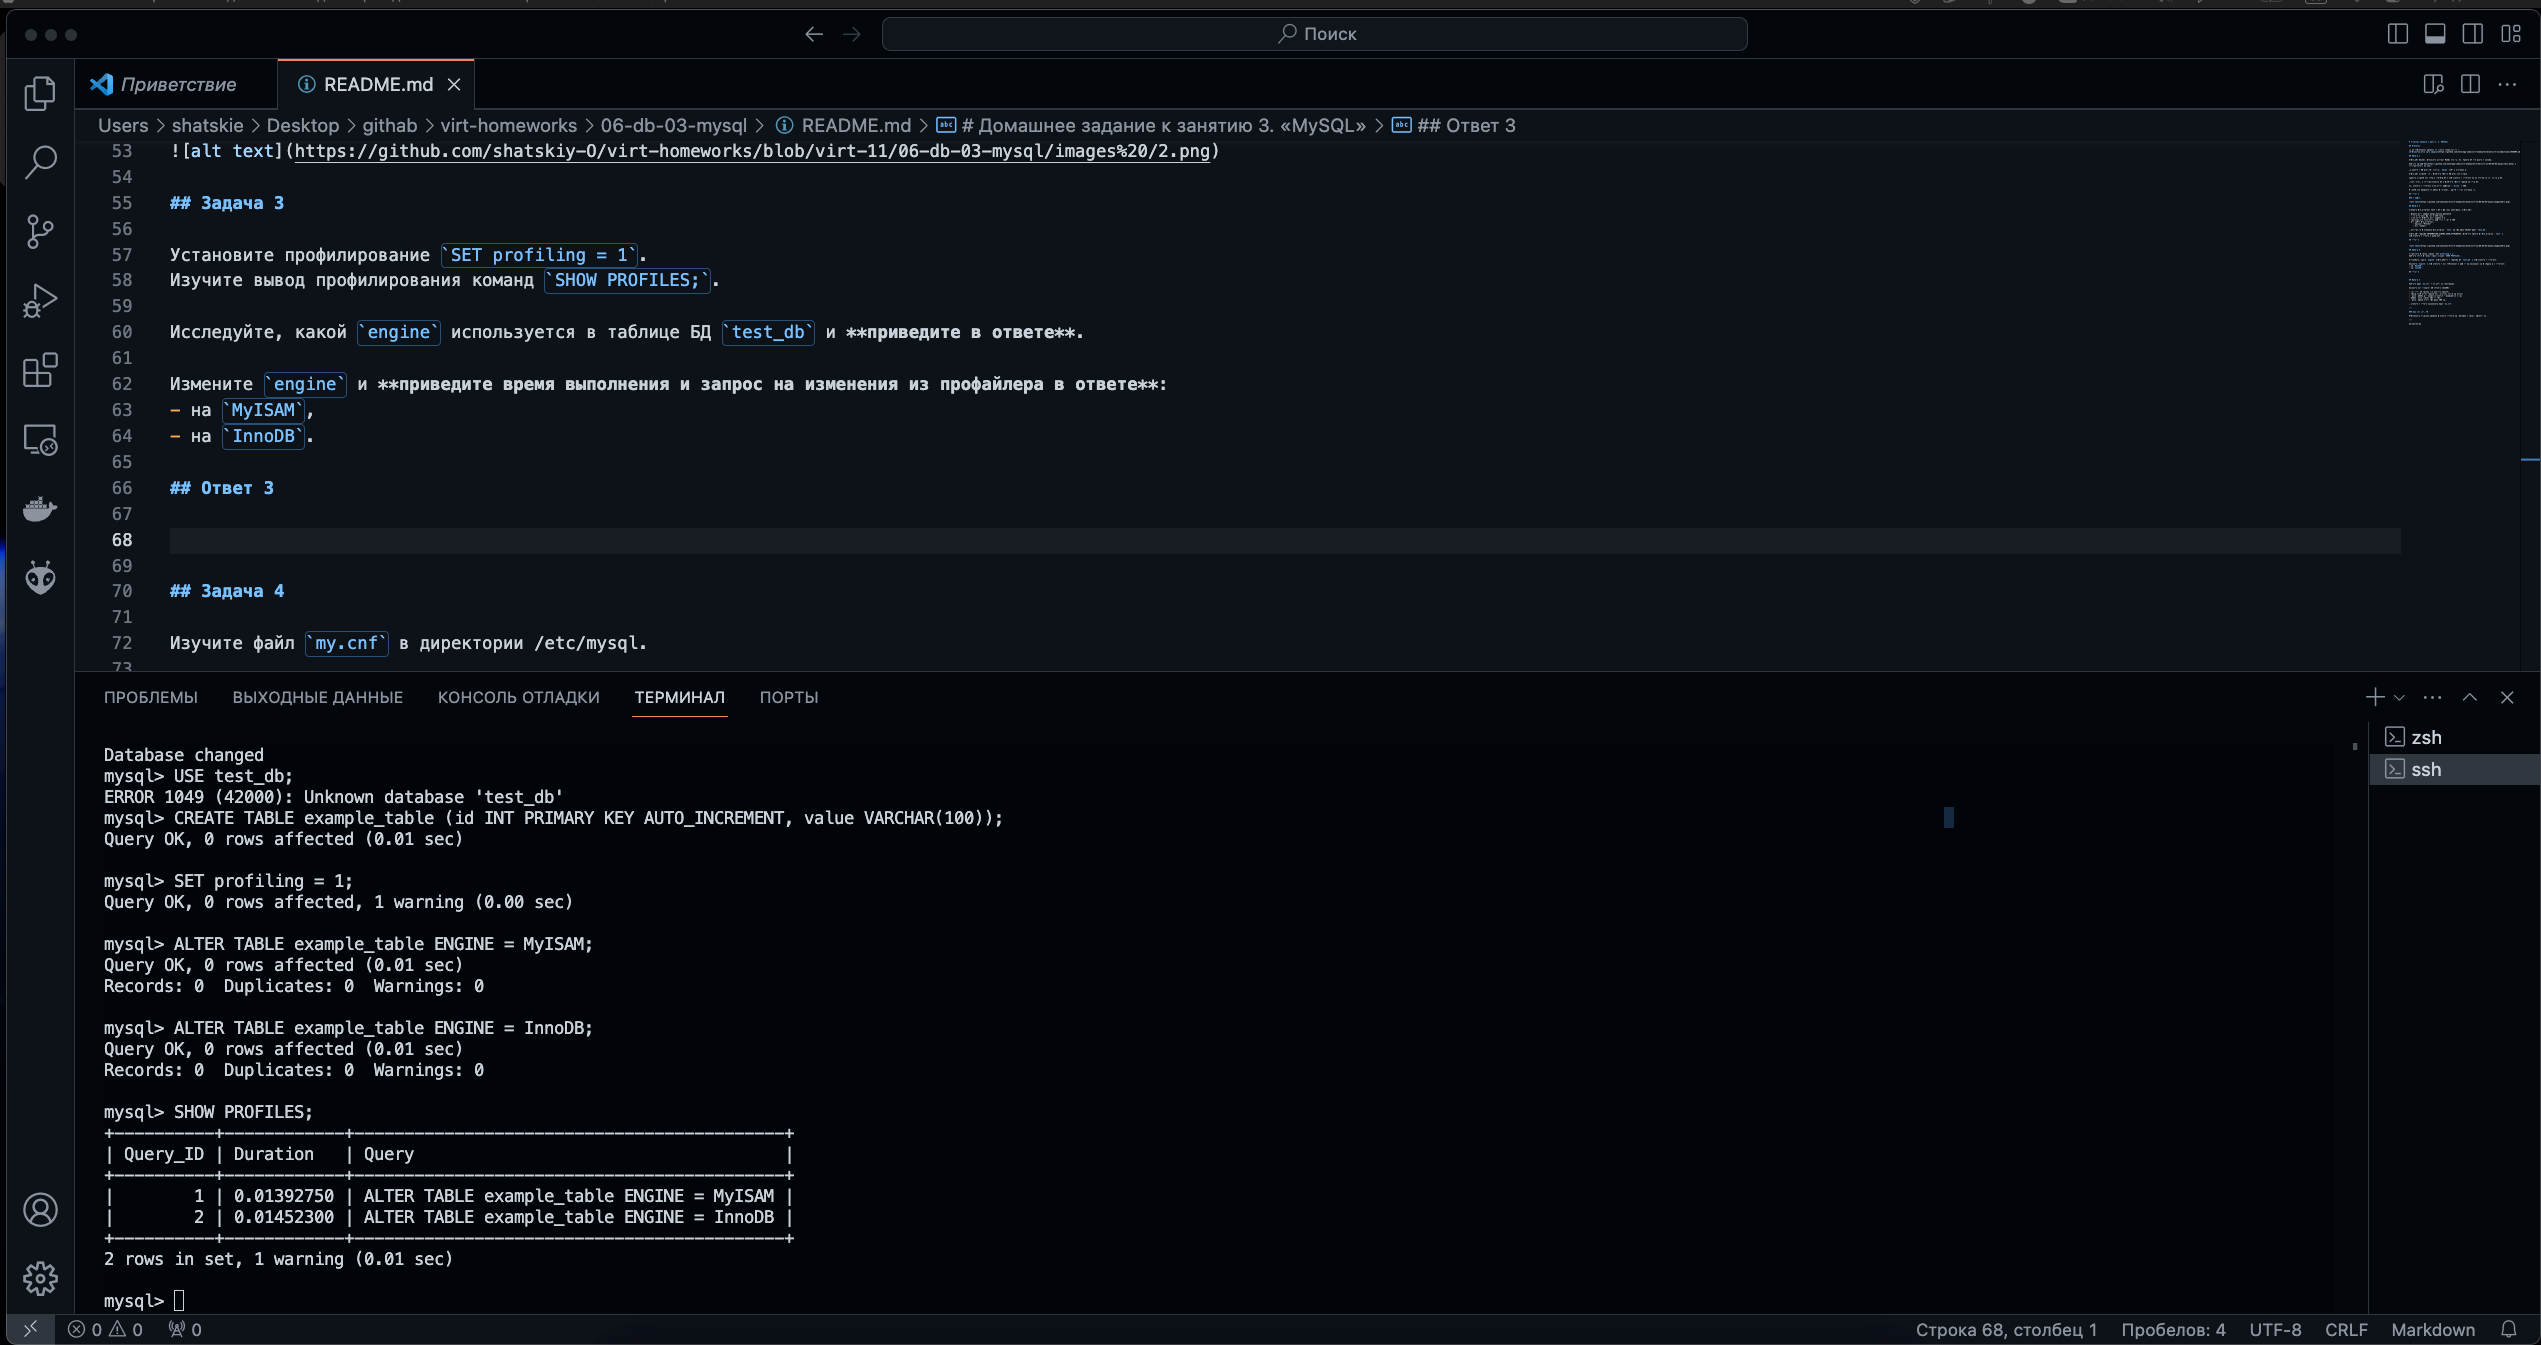 Поиск
Приветствие
README.md
Users > shatskie > Desktop > githab > virt-homeworks > 06-db-03-mysql > README.md > # Домашнее задание к занятию 3. «MySQL» > ## Ответ 3
53 ![alt text](https://github.com/shatskiy-O/virt-homeworks/blob/virt-11/06-db-03-mysql/images%20/2.png)
54
55 ## Задача 3
56
57 Установите профилирование `SET profiling = 1`.
58 Изучите вывод профилирования команд `SHOW PROFILES;`.
59
60 Исследуйте, какой `engine` используется в таблице БД `test_db` и **приведите в ответе**.
61
62 Измените `engine` и **приведите время выполнения и запрос на изменения из профайлера в ответе**:
63 - на `MyISAM`,
64 - на `InnoDB`.
65
66 ## Ответ 3
67
68
69
70 ## Задача 4
71
72 Изучите файл `my.cnf` в директории /etc/mysql.
73
ПРОБЛЕМЫ ВЫХОДНЫЕ ДАННЫЕ КОНСОЛЬ ОТЛАДКИ ТЕРМИНАЛ ПОРТЫ
zsh
ssh
Database changed
mysql> USE test_db;
ERROR 1049 (42000): Unknown database 'test_db'
mysql> CREATE TABLE example_table (id INT PRIMARY KEY AUTO_INCREMENT, value VARCHAR(100));
Query OK, 0 rows affected (0.01 sec)
mysql> SET profiling = 1;
Query OK, 0 rows affected, 1 warning (0.00 sec)
mysql> ALTER TABLE example_table ENGINE = MyISAM;
Query OK, 0 rows affected (0.01 sec)
Records: 0  Duplicates: 0  Warnings: 0
mysql> ALTER TABLE example_table ENGINE = InnoDB;
Query OK, 0 rows affected (0.01 sec)
Records: 0  Duplicates: 0  Warnings: 0
mysql> SHOW PROFILES;
+----------+------------+-------------------------------------------+
| Query_ID | Duration   | Query                                     |
+----------+------------+-------------------------------------------+
|        1 | 0.01392750 | ALTER TABLE example_table ENGINE = MyISAM |
|        2 | 0.01452300 | ALTER TABLE example_table ENGINE = InnoDB |
+----------+------------+-------------------------------------------+
2 rows in set, 1 warning (0.01 sec)
mysql>
0 0 0
Строка 68, столбец 1 Пробелов: 4 UTF-8 CRLF Markdown